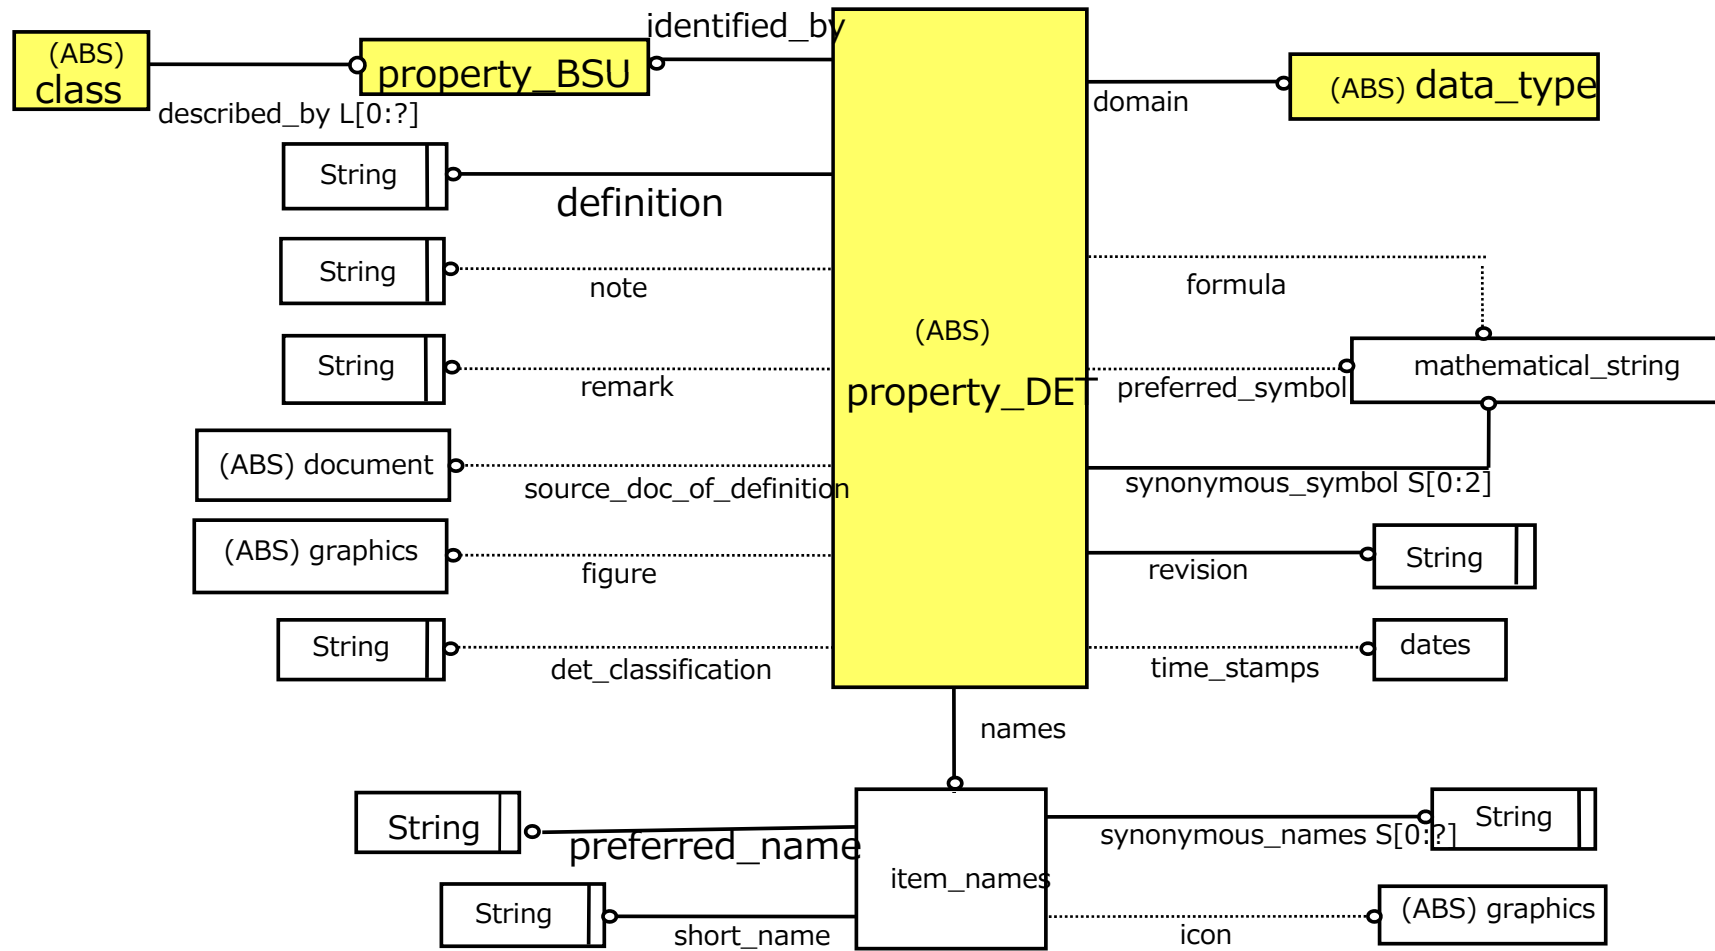 identified_by
(ABS)
class
property_BSU
described_by L[0:?]
domain
(ABS) data_type
String
definition
String
note
formula
(ABS)
property_DET
String
remark
preferred_symbol
mathematical_string
(ABS) document
source_doc_of_definition
synonymous_symbol S[0:2]
(ABS) graphics
figure
revision
String
String
det_classification
time_stamps
dates
names
String
preferred_name
synonymous_names S[0:?]
String
item_names
String
short_name
icon
(ABS) graphics